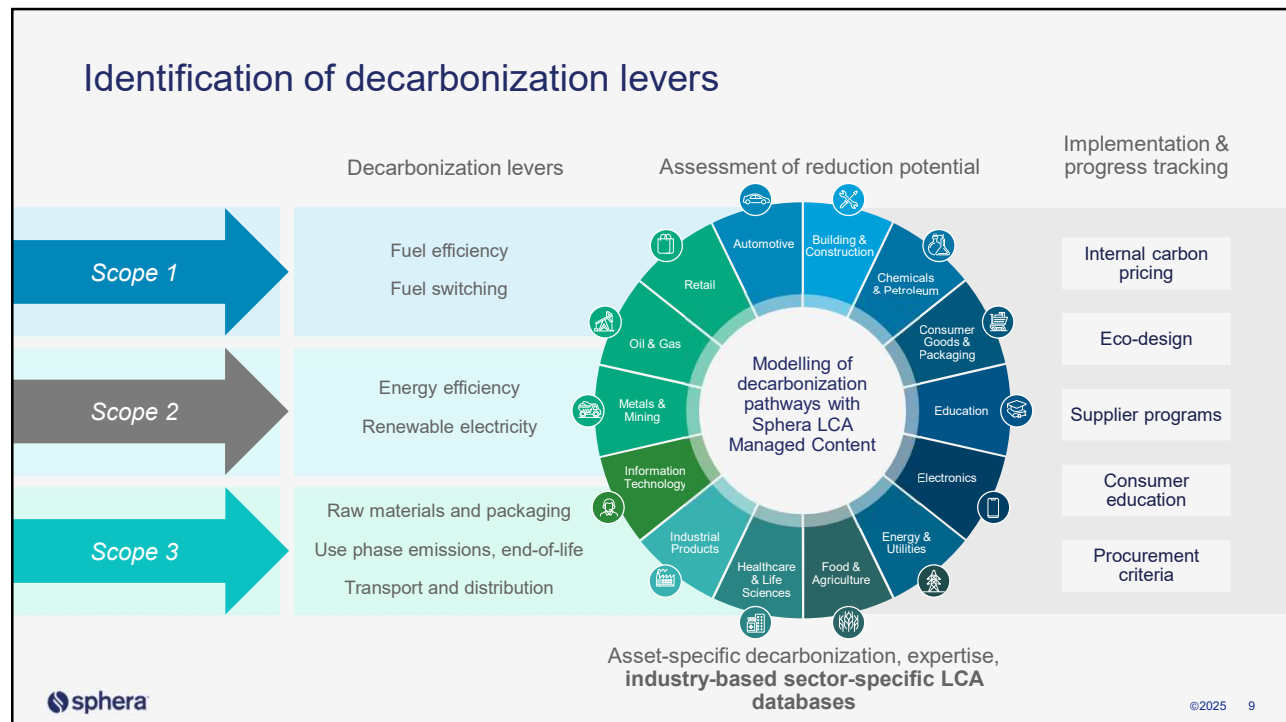 Identification of decarbonization levers
Decarbonization levers
Assessment of reduction potential
Implementation &
progress tracking
Scope 1
Fuel efficiency
Fuel switching
Scope 2
Energy efficiency
Renewable electricity
Scope 3
Raw materials and packaging
Use phase emissions, end-of-life
Transport and distribution
Automotive
Building &
Construction
Chemicals
& Petroleum
Consumer
Goods &
Packaging
Education
Electronics
Energy &
Utilities
Food &
Agriculture
Healthcare
& Life
Sciences
Industrial
Products
Information
Technology
Metals &
Mining
Oil & Gas
Retail
Modelling of
decarbonization
pathways with
Sphera LCA
Managed Content
Internal carbon
pricing
Eco-design
Supplier programs
Consumer
education
Procurement
criteria
Asset-specific decarbonization, expertise,
industry-based sector-specific LCA
databases
sphera
©2025 9